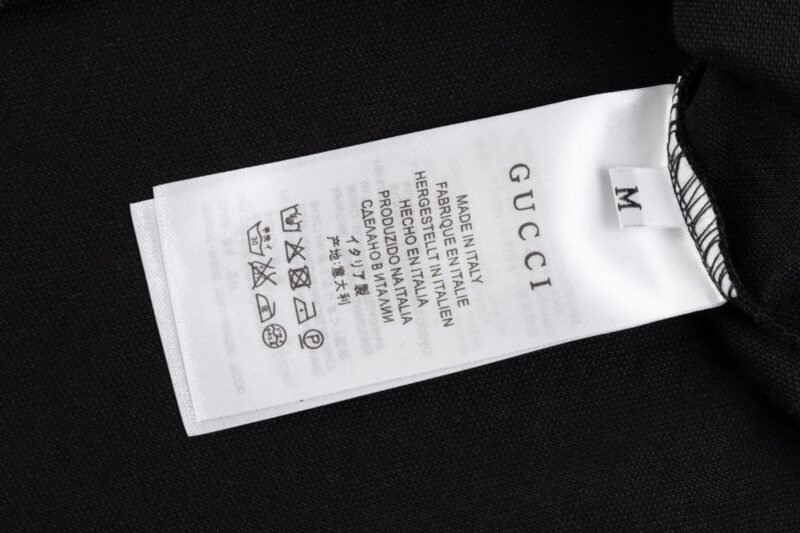 GUCCI
M
MADE IN ITALY
FABRIQUE EN ITALIE
HERGESTELLT IN ITALIEN
HECHO EN ITALIA
PRODUZIDO NA ITALIA
СДЕЛАНО В ИТАЛИИ
イタリア製
产地:意大利
P
30